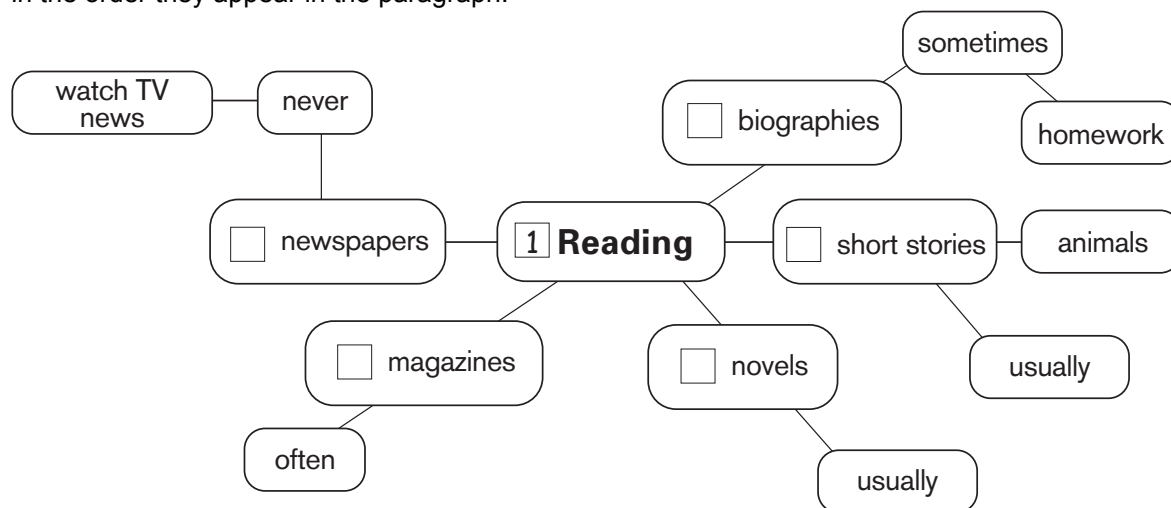 in the order they appear in the paragraph.
sometimes
watch TV
news
never
biographies
homework
newspapers
1 Reading
short stories
animals
magazines
novels
usually
often
usually